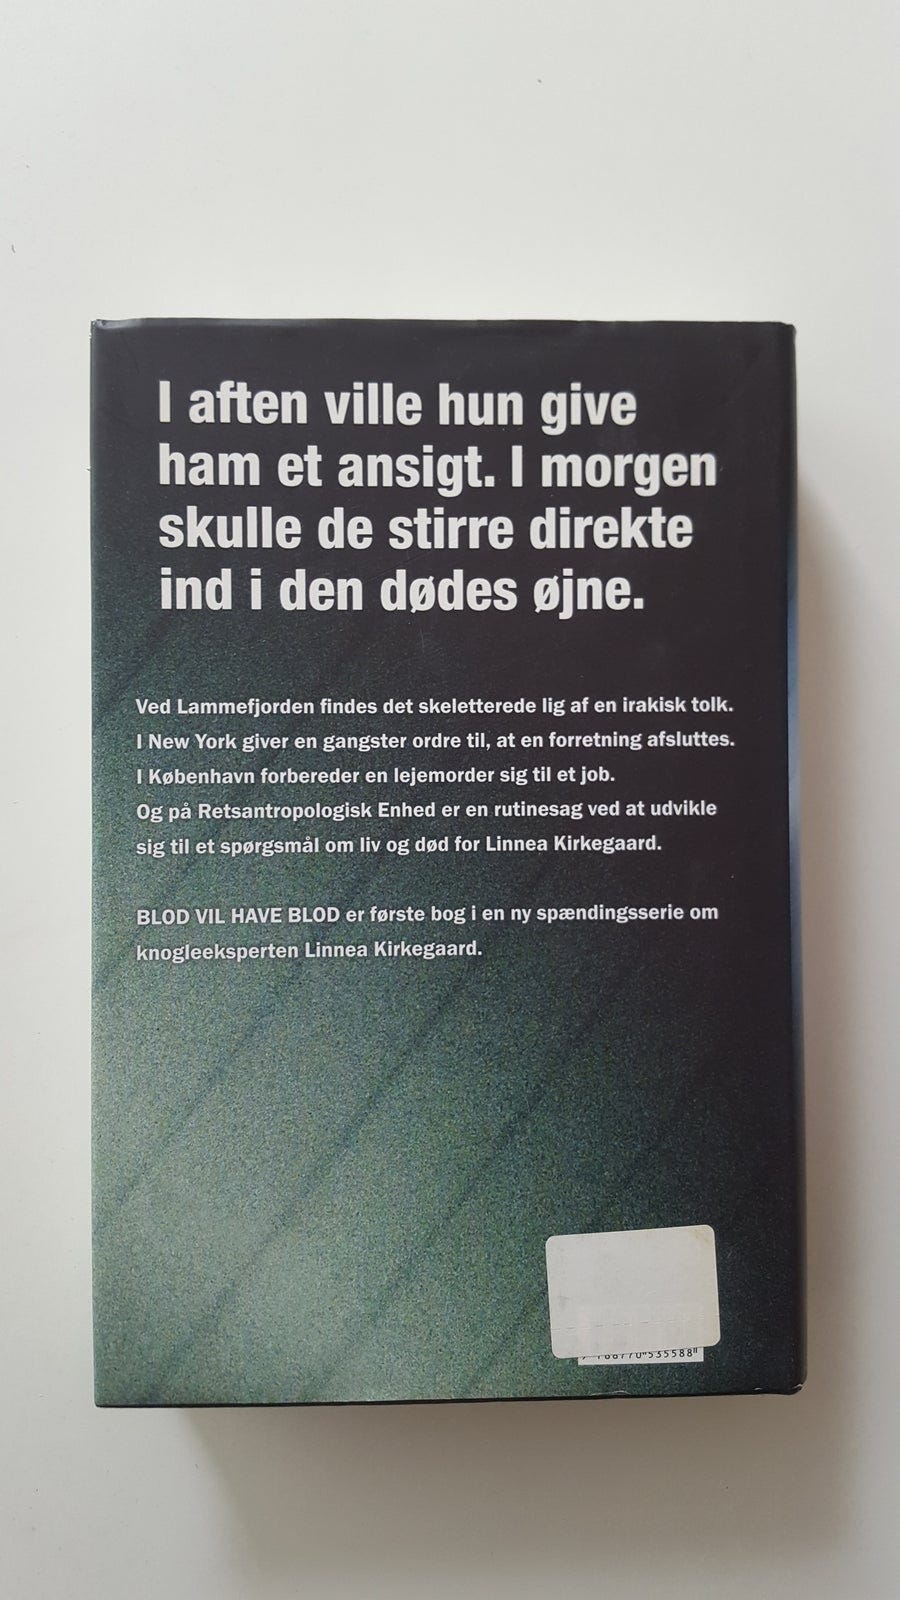 I aften ville hun give
ham et ansigt. I morgen
skulle de stirre direkte
ind i den dødes øjne.
Ved Lammefjorden findes det skeletterede lig af en irakisk tolk.
I New York giver en gangster ordre til, at en forretning afsluttes.
I København forbereder en lejemorder sig til et job.
Og på Retsantropologisk Enhed er en rutinesag ved at udvikle
sig til et spørgsmål om liv og død for Linnea Kirkegaard.
BLOD VIL HAVE BLOD er første bog i en ny spændingsserie om
knogleeksperten Linnea Kirkegaard.
535588